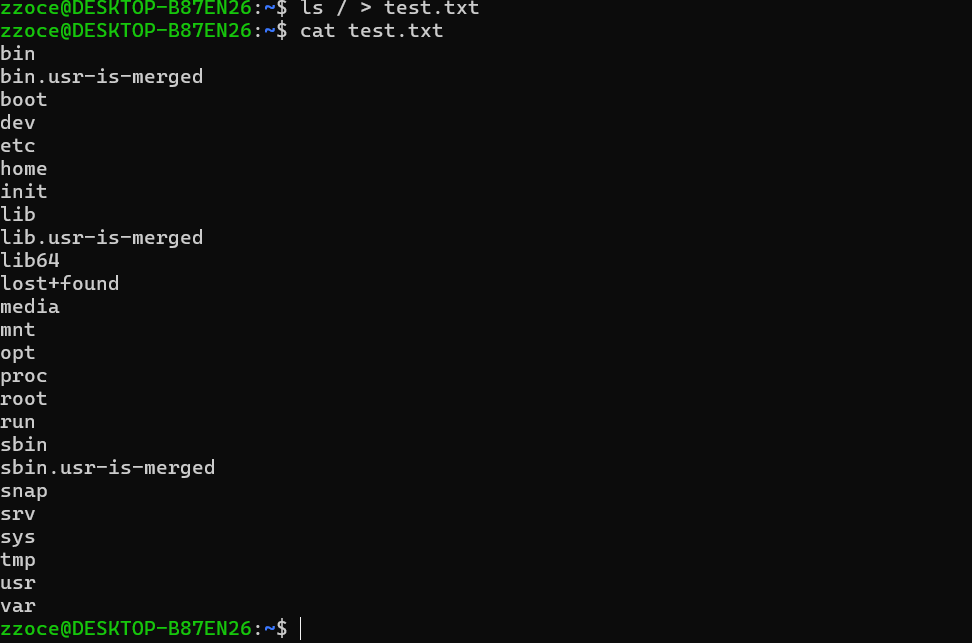 zzoce@DESKTOP-B87EN26:~$ ls / > test.txt
zzoce@DESKTOP-B87EN26:~$ cat test.txt
bin
bin.usr-is-merged
boot
dev
etc
home
init
lib
lib.usr-is-merged
lib64
lost+found
media
mnt
opt
proc
root
run
sbin
sbin.usr-is-merged
snap
srv
sys
tmp
usr
var
zzoce@DESKTOP-B87EN26:~$